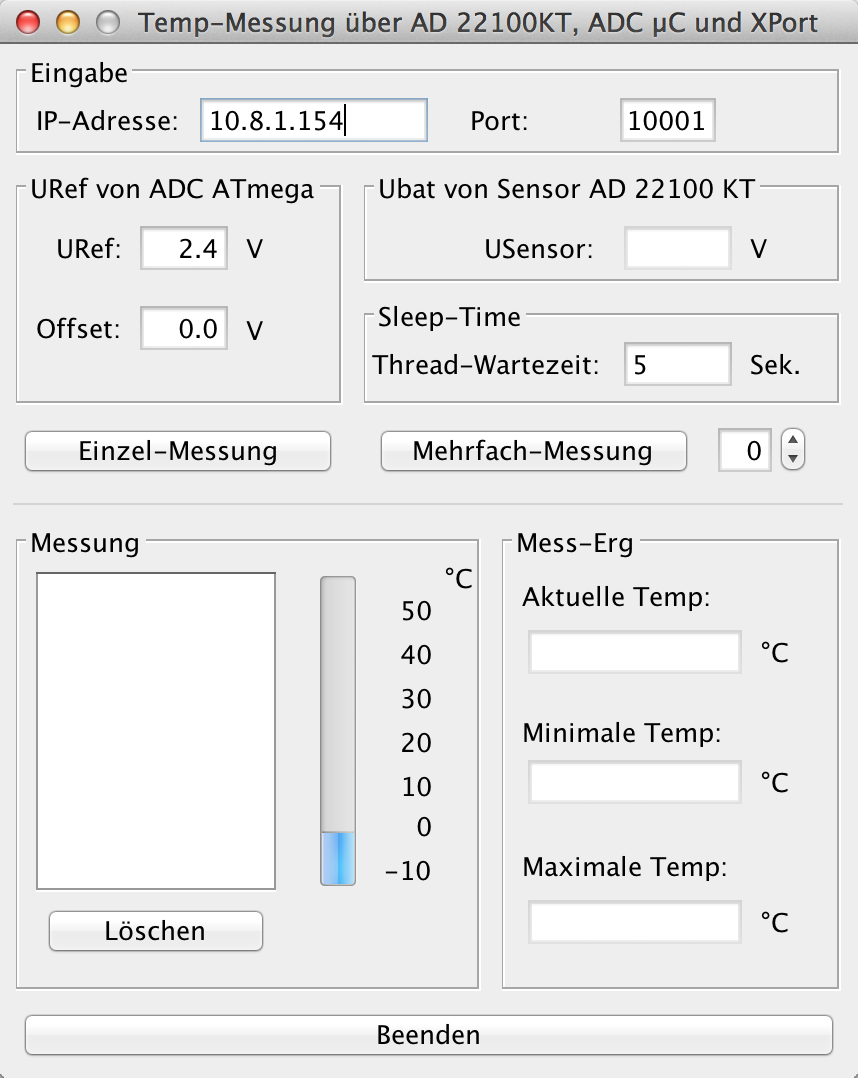 Temp-Messung über AD 22100KT, ADC µC und XPort
Eingabe
IP-Adresse: 10.8.1.154 Port: 10001
URef von ADC ATmega
URef: 2.4 V
Offset: 0.0 V
Ubat von Sensor AD 22100 KT
USensor: V
Sleep-Time
Thread-Wartezeit: 5 Sek.
Einzel-Messung Mehrfach-Messung 0
Messung
°C
50
40
30
20
10
0
-10
Löschen
Mess-Erg
Aktuelle Temp:
°C
Minimale Temp:
°C
Maximale Temp:
°C
Beenden